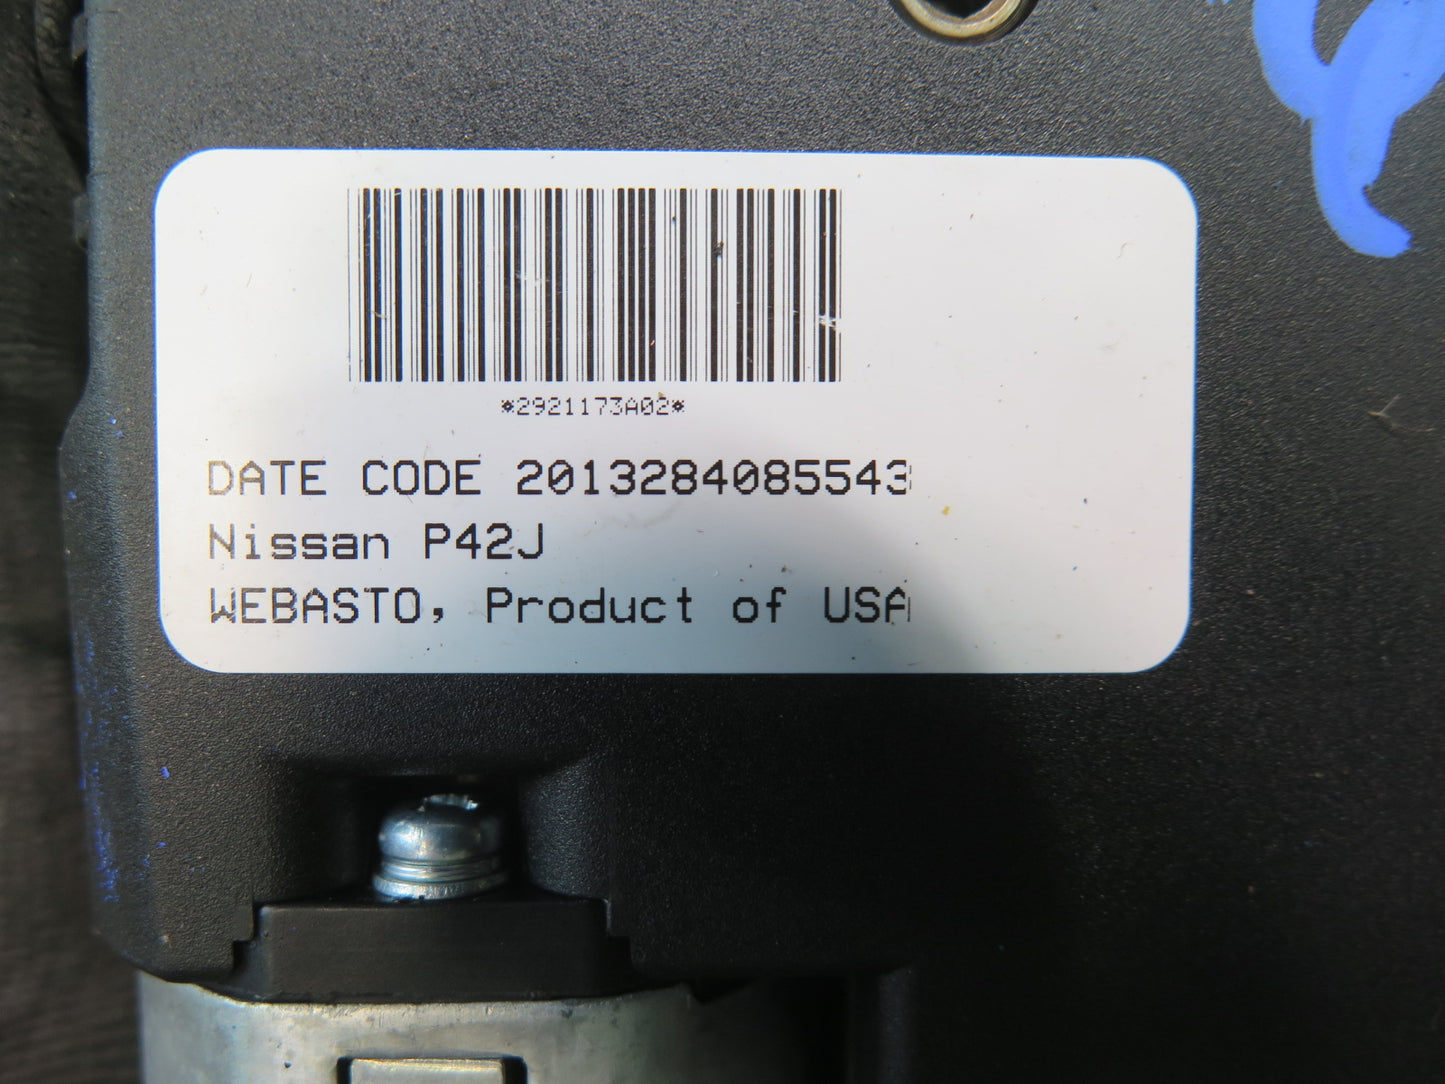 *2921173A02*
DATE CODE 2013284085543
Nissan P42J
WEBASTO, Product of USA